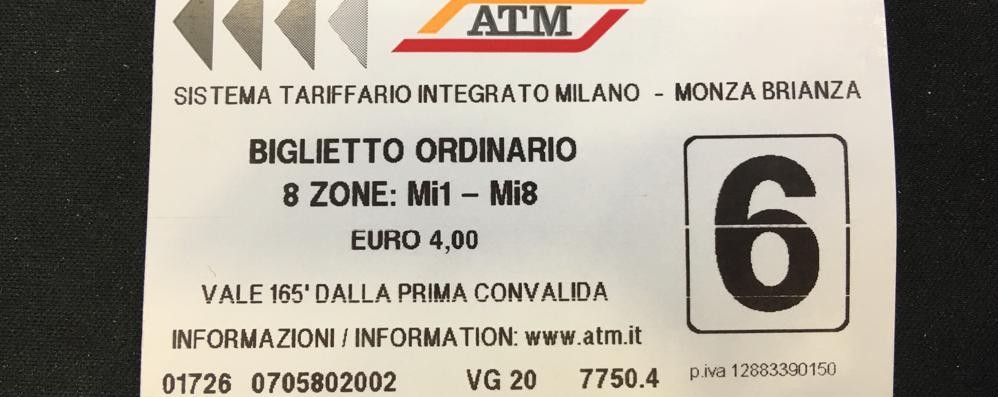 ATM
SISTEMA TARIFFARIO INTEGRATO MILANO - MONZA BRIANZA
BIGLIETTO ORDINARIO
8 ZONE: Mi1 – Mi8
EURO 4,00
6
VALE 165' DALLA PRIMA CONVALIDA
INFORMAZIONI / INFORMATION: www.atm.it
01726 0705802002 VG 20 7750.4 p.iva 12883390150